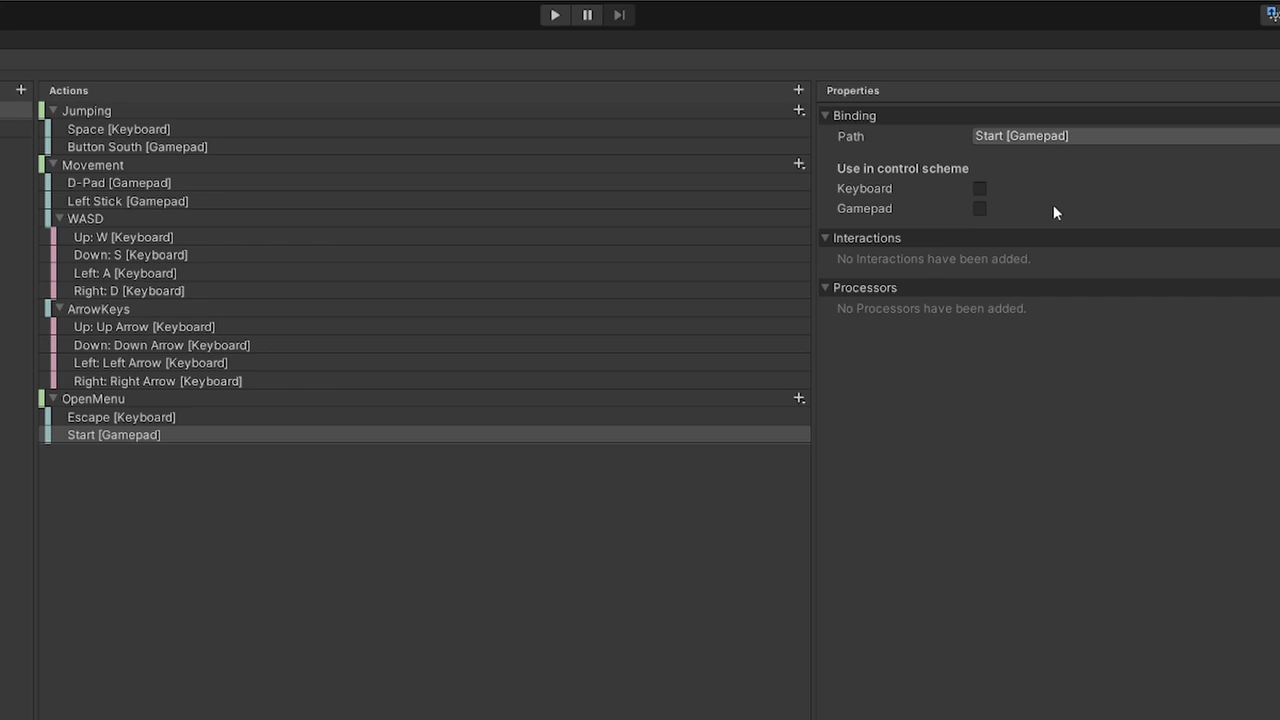 Actions
Jumping
Space [Keyboard]
Button South [Gamepad]
Movement
D-Pad [Gamepad]
Left Stick [Gamepad]
WASD
Up: W [Keyboard]
Down: S [Keyboard]
Left: A [Keyboard]
Right: D [Keyboard]
ArrowKeys
Up: Up Arrow [Keyboard]
Down: Down Arrow [Keyboard]
Left: Left Arrow [Keyboard]
Right: Right Arrow [Keyboard]
OpenMenu
Escape [Keyboard]
Start [Gamepad]
Properties
Binding
Path Start [Gamepad]
Use in control scheme
Keyboard
Gamepad
Interactions
No Interactions have been added.
Processors
No Processors have been added.